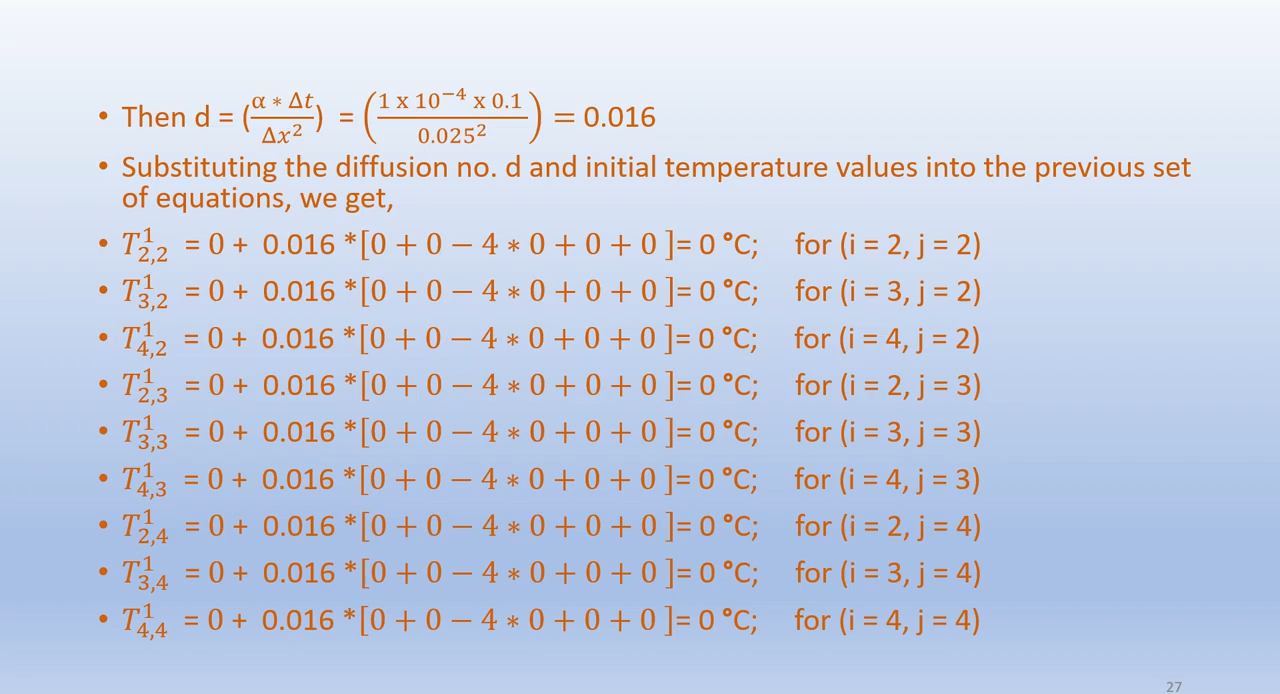 • Then d = (α ∗ Δt / Δx²) = (1 x 10⁻⁴ x 0.1 / 0.025²) = 0.016
• Substituting the diffusion no. d and initial temperature values into the previous set
of equations, we get,
• T¹₂,₂ = 0 + 0.016 *[0 + 0 − 4 ∗ 0 + 0 + 0 ]= 0 °C; for (i = 2, j = 2)
• T¹₃,₂ = 0 + 0.016 *[0 + 0 − 4 ∗ 0 + 0 + 0 ]= 0 °C; for (i = 3, j = 2)
• T¹₄,₂ = 0 + 0.016 *[0 + 0 − 4 ∗ 0 + 0 + 0 ]= 0 °C; for (i = 4, j = 2)
• T¹₂,₃ = 0 + 0.016 *[0 + 0 − 4 ∗ 0 + 0 + 0 ]= 0 °C; for (i = 2, j = 3)
• T¹₃,₃ = 0 + 0.016 *[0 + 0 − 4 ∗ 0 + 0 + 0 ]= 0 °C; for (i = 3, j = 3)
• T¹₄,₃ = 0 + 0.016 *[0 + 0 − 4 ∗ 0 + 0 + 0 ]= 0 °C; for (i = 4, j = 3)
• T¹₂,₄ = 0 + 0.016 *[0 + 0 − 4 ∗ 0 + 0 + 0 ]= 0 °C; for (i = 2, j = 4)
• T¹₃,₄ = 0 + 0.016 *[0 + 0 − 4 ∗ 0 + 0 + 0 ]= 0 °C; for (i = 3, j = 4)
• T¹₄,₄ = 0 + 0.016 *[0 + 0 − 4 ∗ 0 + 0 + 0 ]= 0 °C; for (i = 4, j = 4)
27